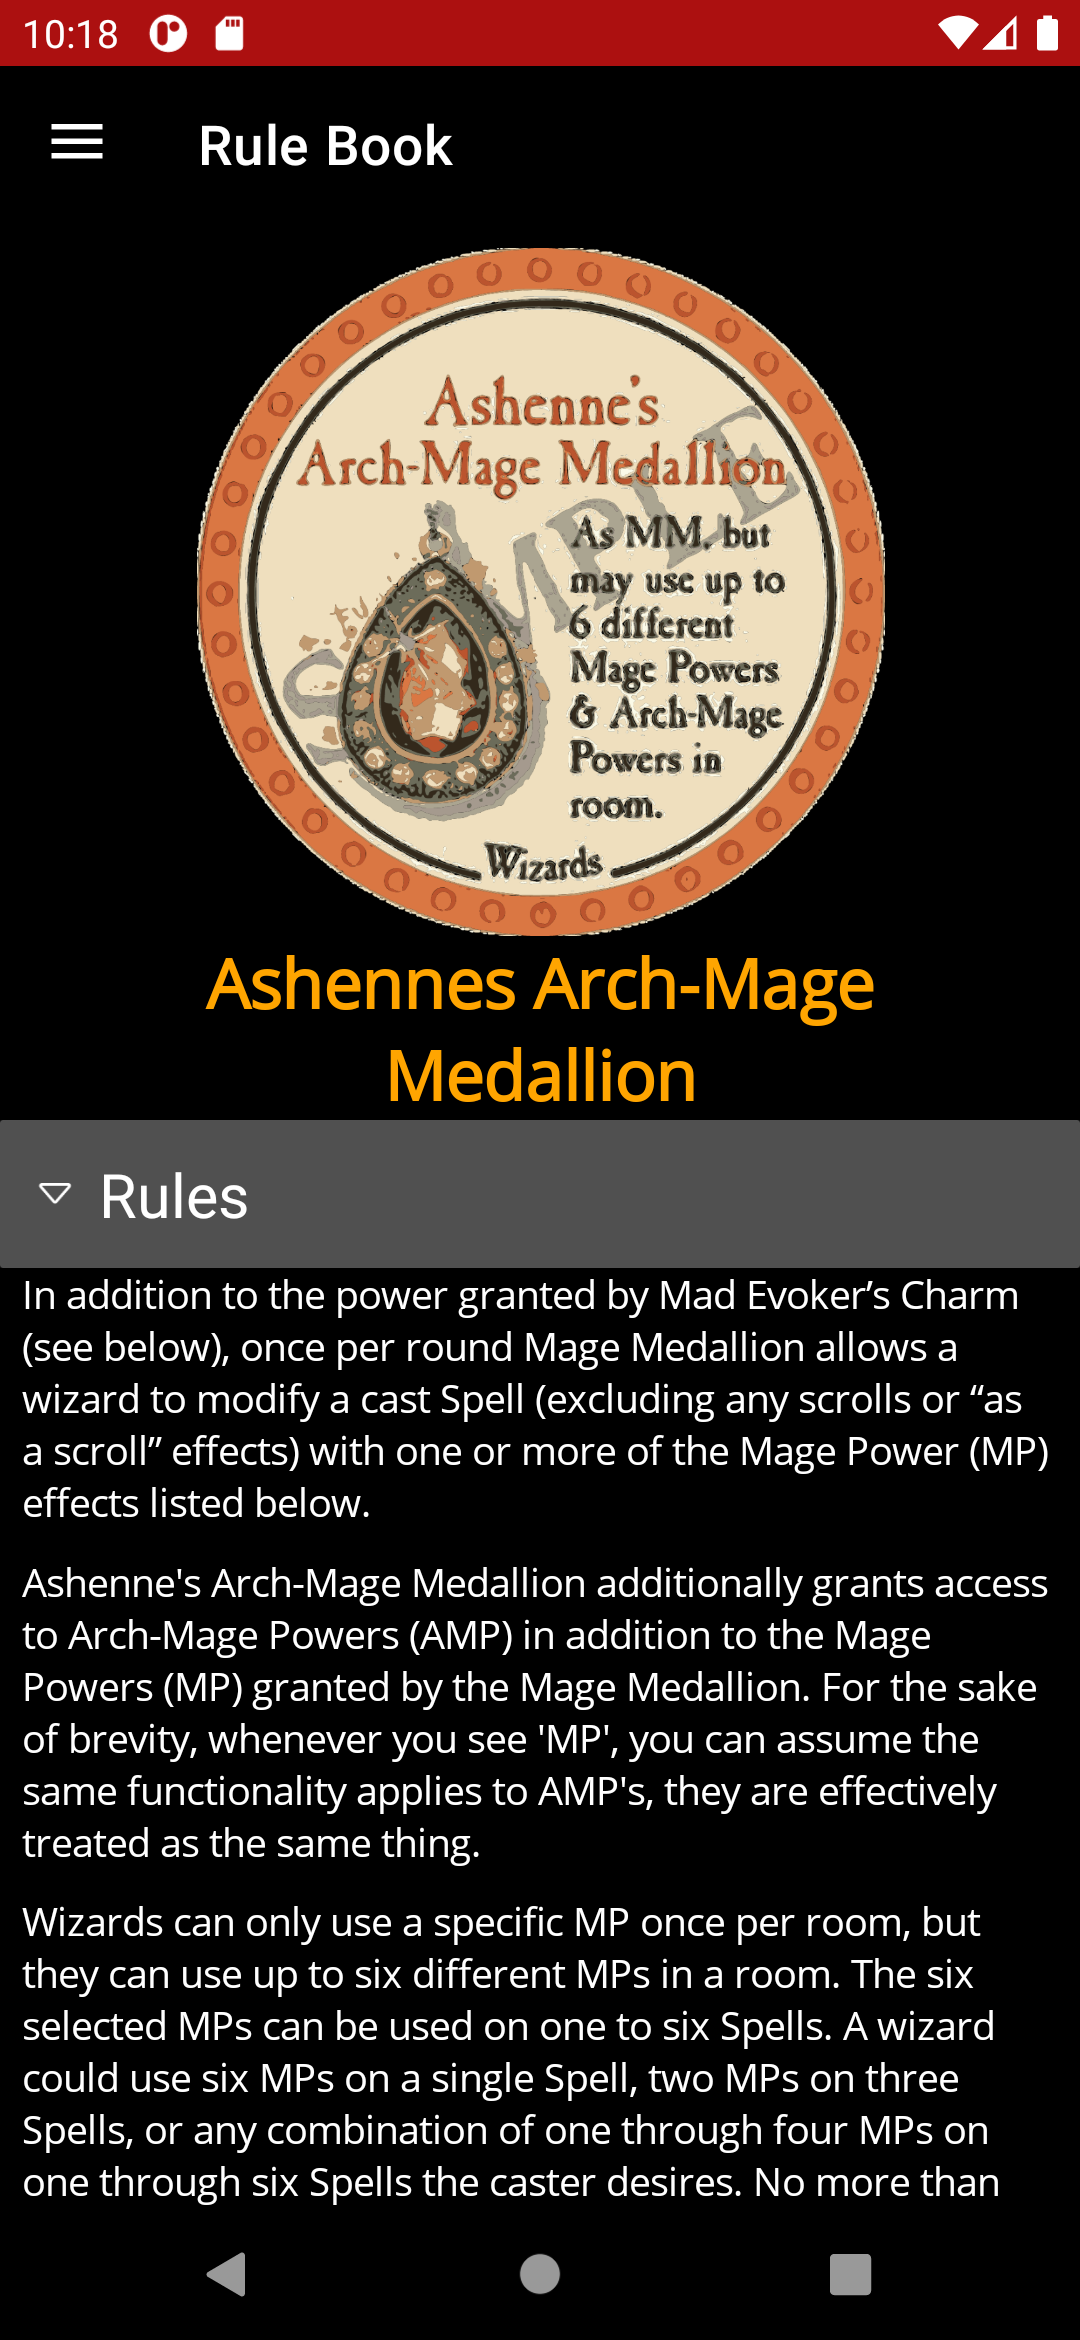 10:18
Rule Book
Ashenne's
Arch-Mage Medallion
As MM, but
may use up to
6 different
Mage Powers
& Arch-Mage
Powers in
room.
Wizards
SAMPLE
Ashennes Arch-Mage
Medallion
Rules
In addition to the power granted by Mad Evoker’s Charm
(see below), once per round Mage Medallion allows a
wizard to modify a cast Spell (excluding any scrolls or “as
a scroll” effects) with one or more of the Mage Power (MP)
effects listed below.
Ashenne's Arch-Mage Medallion additionally grants access
to Arch-Mage Powers (AMP) in addition to the Mage
Powers (MP) granted by the Mage Medallion. For the sake
of brevity, whenever you see 'MP', you can assume the
same functionality applies to AMP's, they are effectively
treated as the same thing.
Wizards can only use a specific MP once per room, but
they can use up to six different MPs in a room. The six
selected MPs can be used on one to six Spells. A wizard
could use six MPs on a single Spell, two MPs on three
Spells, or any combination of one through four MPs on
one through six Spells the caster desires. No more than